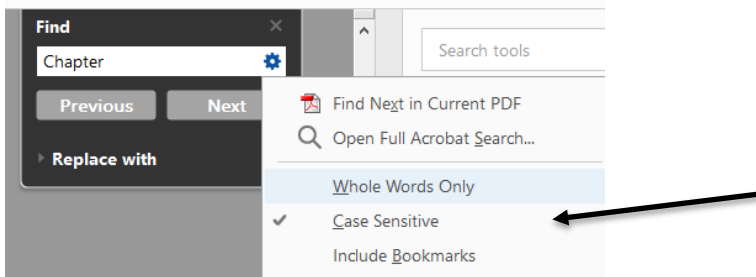 Find
Chapter
Previous Next
Replace with
Search tools
Find Next in Current PDF
Open Full Acrobat Search...
Whole Words Only
Case Sensitive
Include Bookmarks